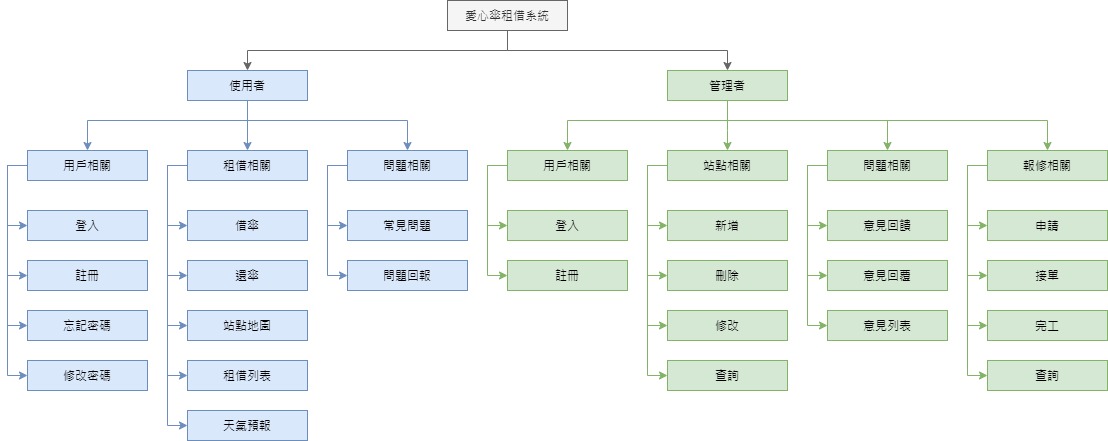 愛心傘租借系統
使用者
管理者
用戶相關
租借相關
問題相關
用戶相關
站點相關
問題相關
報修相關
登入
借傘
常見問題
登入
新增
意見回饋
申請
註冊
還傘
問題回報
註冊
刪除
意見回覆
接單
忘記密碼
站點地圖
修改
意見列表
完工
修改密碼
租借列表
查詢
查詢
天氣預報